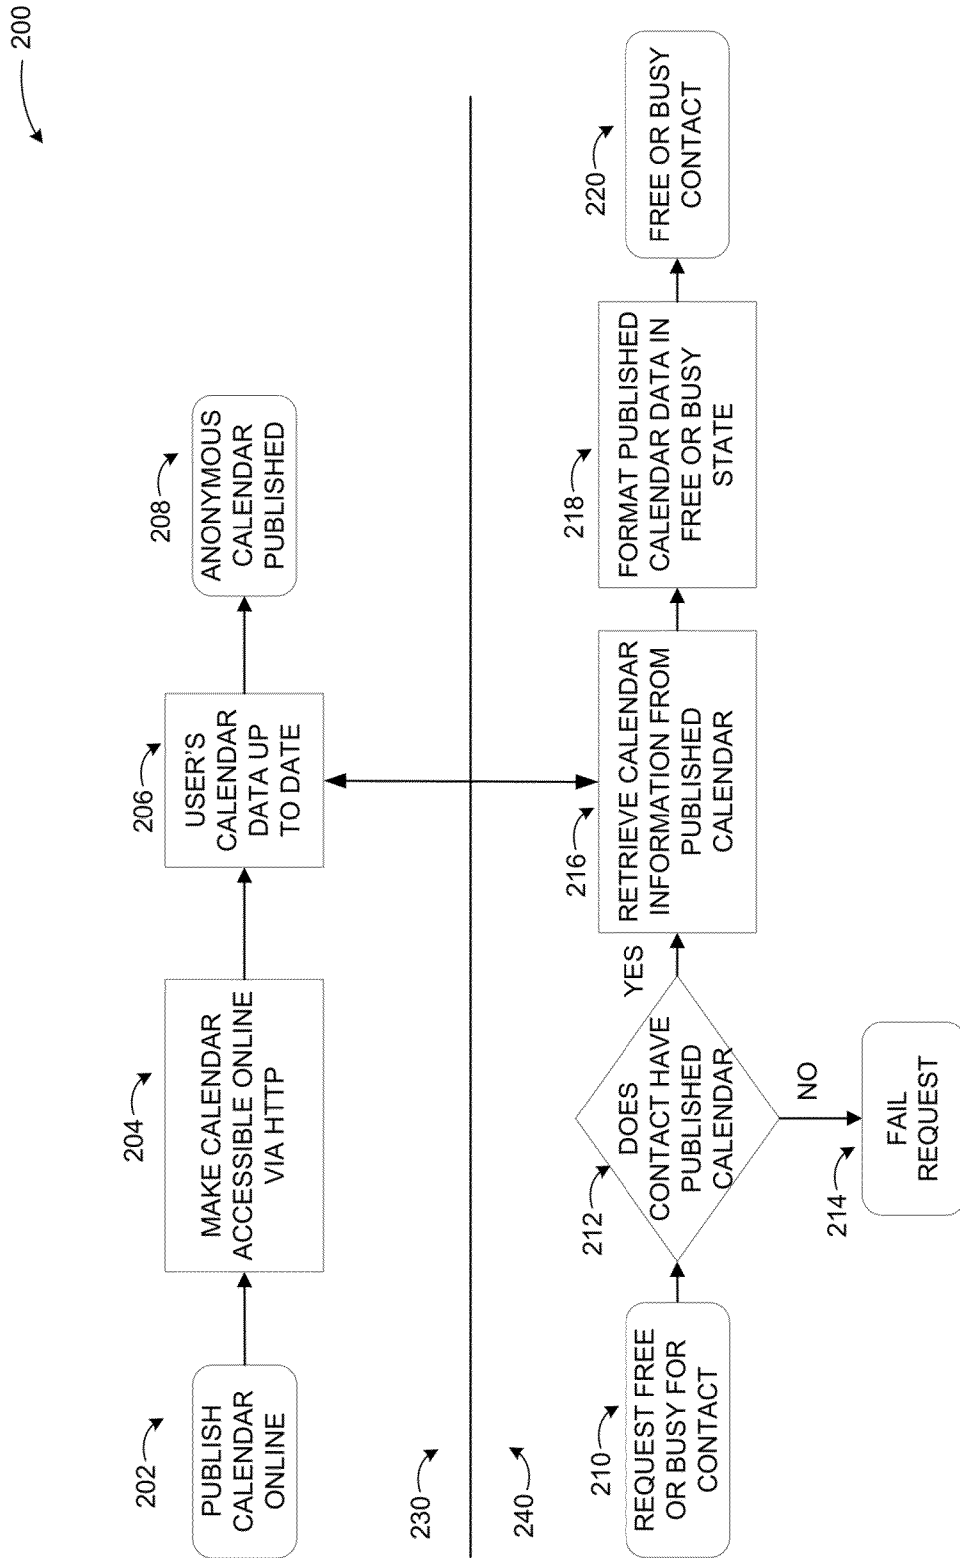 200
202
PUBLISH
CALENDAR
ONLINE
204
MAKE CALENDAR
ACCESSIBLE ONLINE
VIA HTTP
206
USER'S
CALENDAR
DATA UP
TO DATE
208
ANONYMOUS
CALENDAR
PUBLISHED
230
240
210
REQUEST FREE
OR BUSY FOR
CONTACT
212
DOES
CONTACT HAVE
PUBLISHED
CALENDAR
YES
NO
214
FAIL
REQUEST
216
RETRIEVE CALENDAR
INFORMATION FROM
PUBLISHED
CALENDAR
218
FORMAT PUBLISHED
CALENDAR DATA IN
FREE OR BUSY
STATE
220
FREE OR BUSY
CONTACT